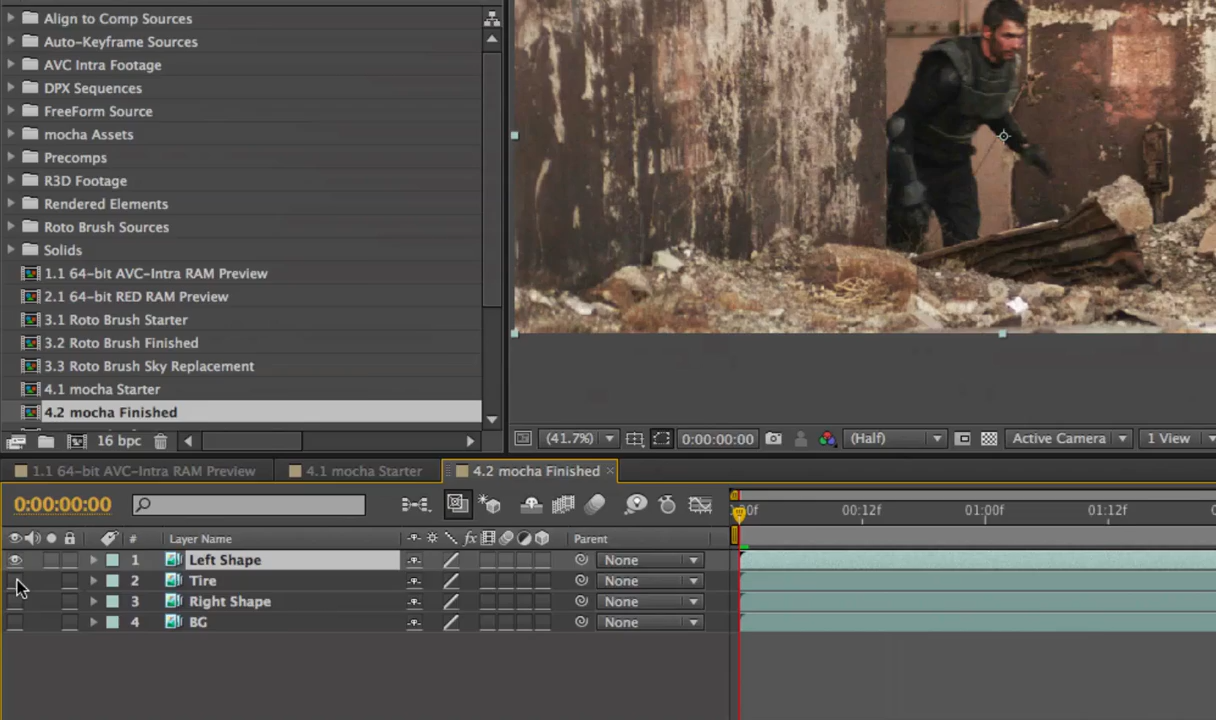 Align to Comp Sources
Auto-Keyframe Sources
AVC Intra Footage
DPX Sequences
FreeForm Source
mocha Assets
Precomps
R3D Footage
Rendered Elements
Roto Brush Sources
Solids
1.1 64-bit AVC-Intra RAM Preview
2.1 64-bit RED RAM Preview
3.1 Roto Brush Starter
3.2 Roto Brush Finished
3.3 Roto Brush Sky Replacement
4.1 mocha Starter
4.2 mocha Finished
16 bpc
(41.7%) 0:00:00:00 (Half) Active Camera 1 View
1.1 64-bit AVC-Intra RAM Preview 4.1 mocha Starter 4.2 mocha Finished ×
0:00:00:00
00f 00:12f 01:00f 01:12f
# Layer Name fx Parent
1 Left Shape None
2 Tire None
3 Right Shape None
4 BG None